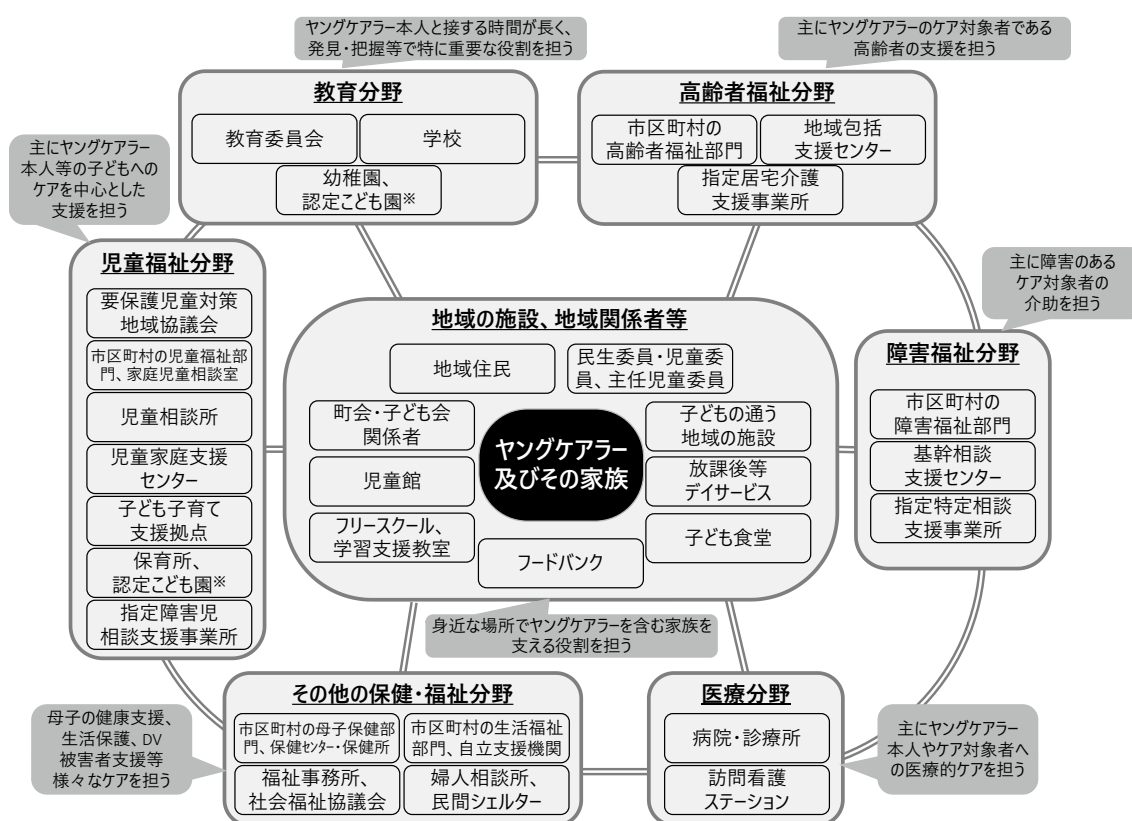 ヤングケアラー本人と接する時間が長く、
発見・把握等で特に重要な役割を担う
主にヤングケアラーのケア対象者である
高齢者の支援を担う
教育分野
教育委員会
学校
幼稚園、
認定こども園※
高齢者福祉分野
市区町村の
高齢者福祉部門
地域包括
支援センター
指定居宅介護
支援事業所
主にヤングケアラー
本人等の子どもへの
ケアを中心とした
支援を担う
児童福祉分野
要保護児童対策
地域協議会
市区町村の児童福祉部
門、家庭児童相談室
児童相談所
児童家庭支援
センター
子ども子育て
支援拠点
保育所、
認定こども園※
指定障害児
相談支援事業所
地域の施設、地域関係者等
地域住民
民生委員・児童委
員、主任児童委員
町会・子ども会
関係者
児童館
フリースクール、
学習支援教室
ヤングケアラー
及びその家族
子どもの通う
地域の施設
放課後等
デイサービス
子ども食堂
フードバンク
身近な場所でヤングケアラーを含む家族を
支える役割を担う
主に障害のある
ケア対象者の
介助を担う
障害福祉分野
市区町村の
障害福祉部門
基幹相談
支援センター
指定特定相談
支援事業所
母子の健康支援、
生活保護、DV
被害者支援等
様々なケアを担う
その他の保健・福祉分野
市区町村の母子保健部
門、保健センター・保健所
市区町村の生活福祉
部門、自立支援機関
福祉事務所、
社会福祉協議会
婦人相談所、
民間シェルター
医療分野
病院・診療所
訪問看護
ステーション
主にヤングケアラー
本人やケア対象者へ
の医療的ケアを担う